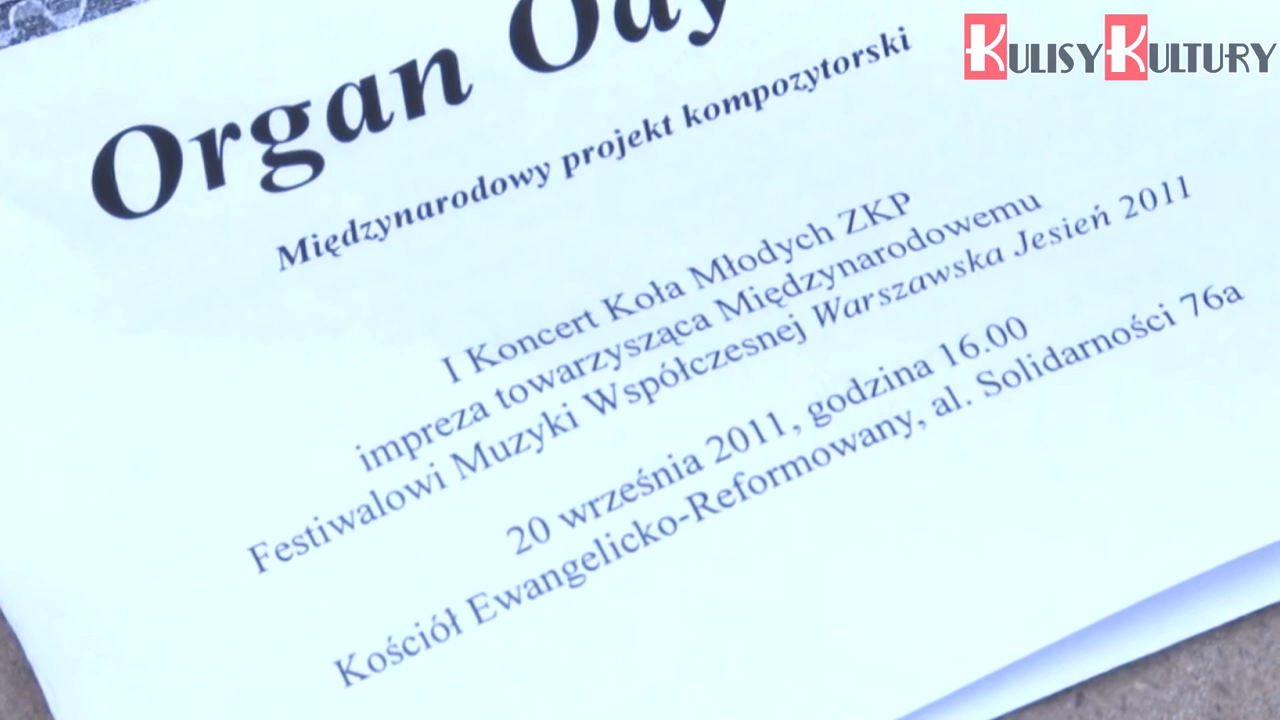 KULISY KULTURY
Organ
Międzynarodowy projekt kompozytorski
I Koncert Koła Młodych ZKP
impreza towarzysząca Międzynarodowemu
Festiwalowi Muzyki Współczesnej Warszawska Jesień 2011
20 września 2011, godzina 16.00
Kościół Ewangelicko-Reformowany, al. Solidarności 76a